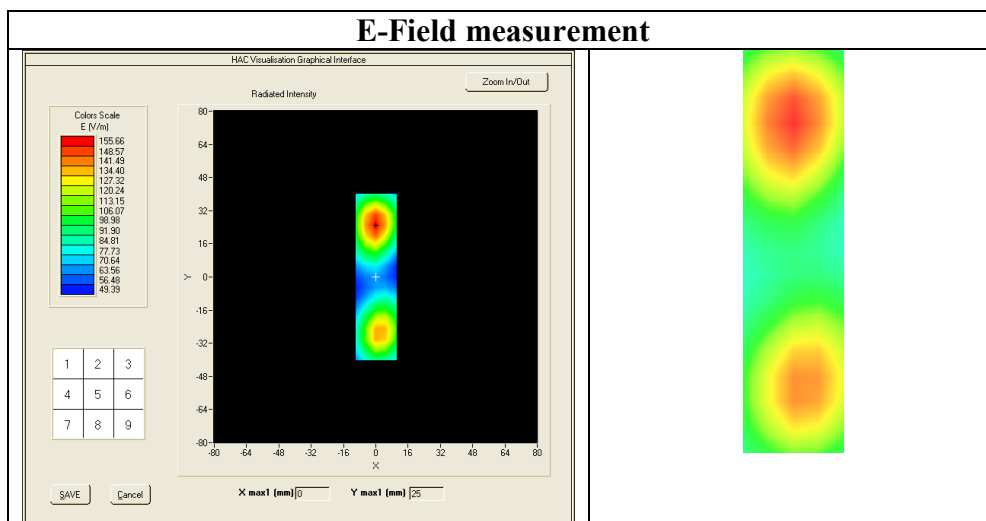 E-Field measurement
HAC Visualisation Graphical Interface
Zoom In/Out
Radiated Intensity
Colors Scale
E (V/m)
155.66
148.57
141.49
134.40
127.32
120.24
113.15
106.07
98.98
91.90
84.81
77.73
70.64
63.56
56.48
49.39
80
64
48
32
16
0
-16
-32
-48
-64
-80
Y
-80 -64 -48 -32 -16 0 16 32 48 64 80
X
1 2 3
4 5 6
7 8 9
SAVE Cancel
X max1 (mm) 0 Y max1 (mm) 25